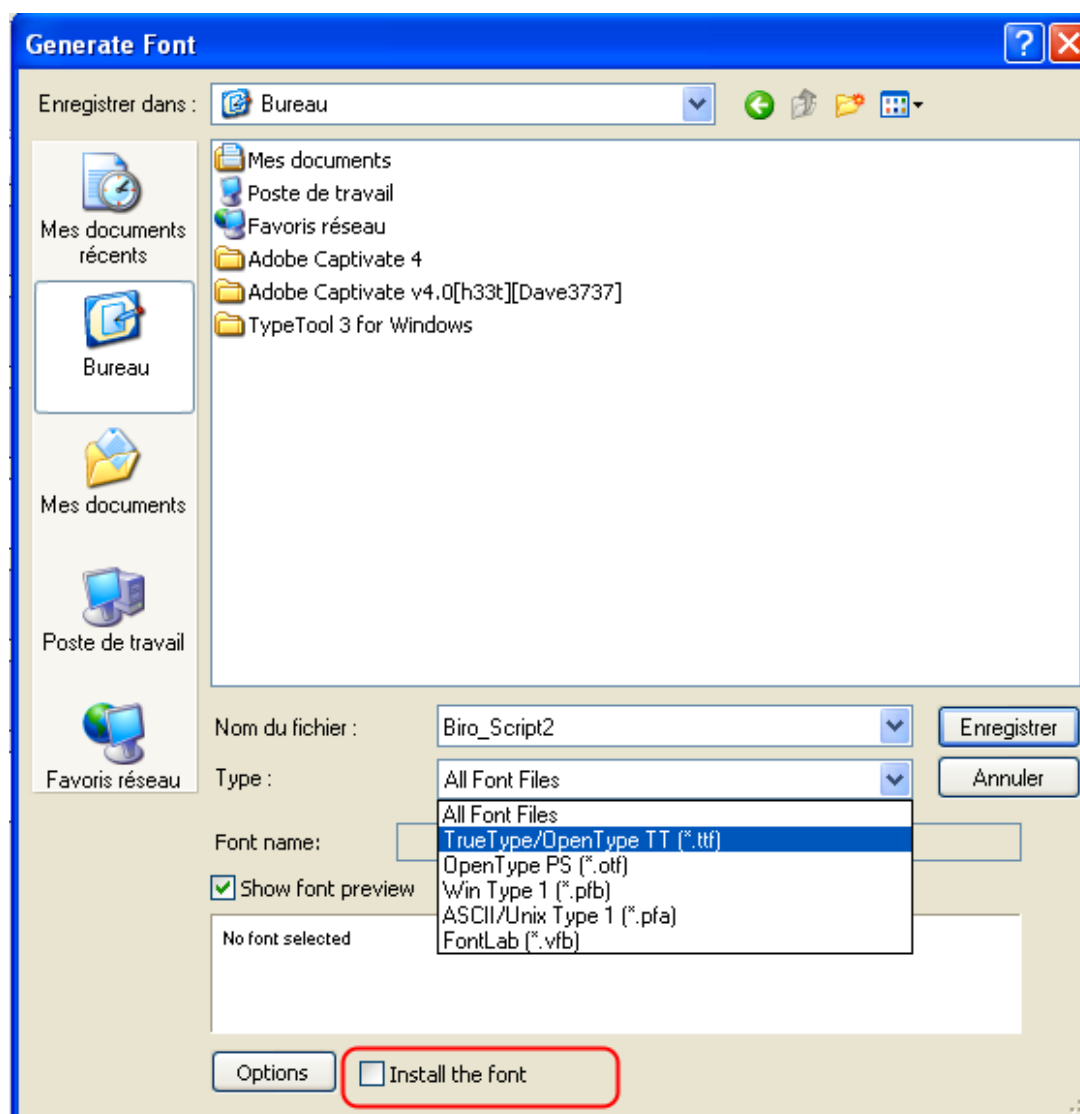 Generate Font
Enregistrer dans :
Bureau
Mes documents
Poste de travail
Favoris réseau
Adobe Captivate 4
Adobe Captivate v4.0[h33t][Dave3737]
TypeTool 3 for Windows
Mes documents
récents
Bureau
Mes documents
Poste de travail
Favoris réseau
Nom du fichier :
Biro_Script2
Enregistrer
Type :
All Font Files
Annuler
All Font Files
TrueType/OpenType TT (*.ttf)
OpenType PS (*.otf)
Win Type 1 (*.pfb)
ASCII/Unix Type 1 (*.pfa)
FontLab (*.vfb)
Font name:
Show font preview
No font selected
Options
Install the font